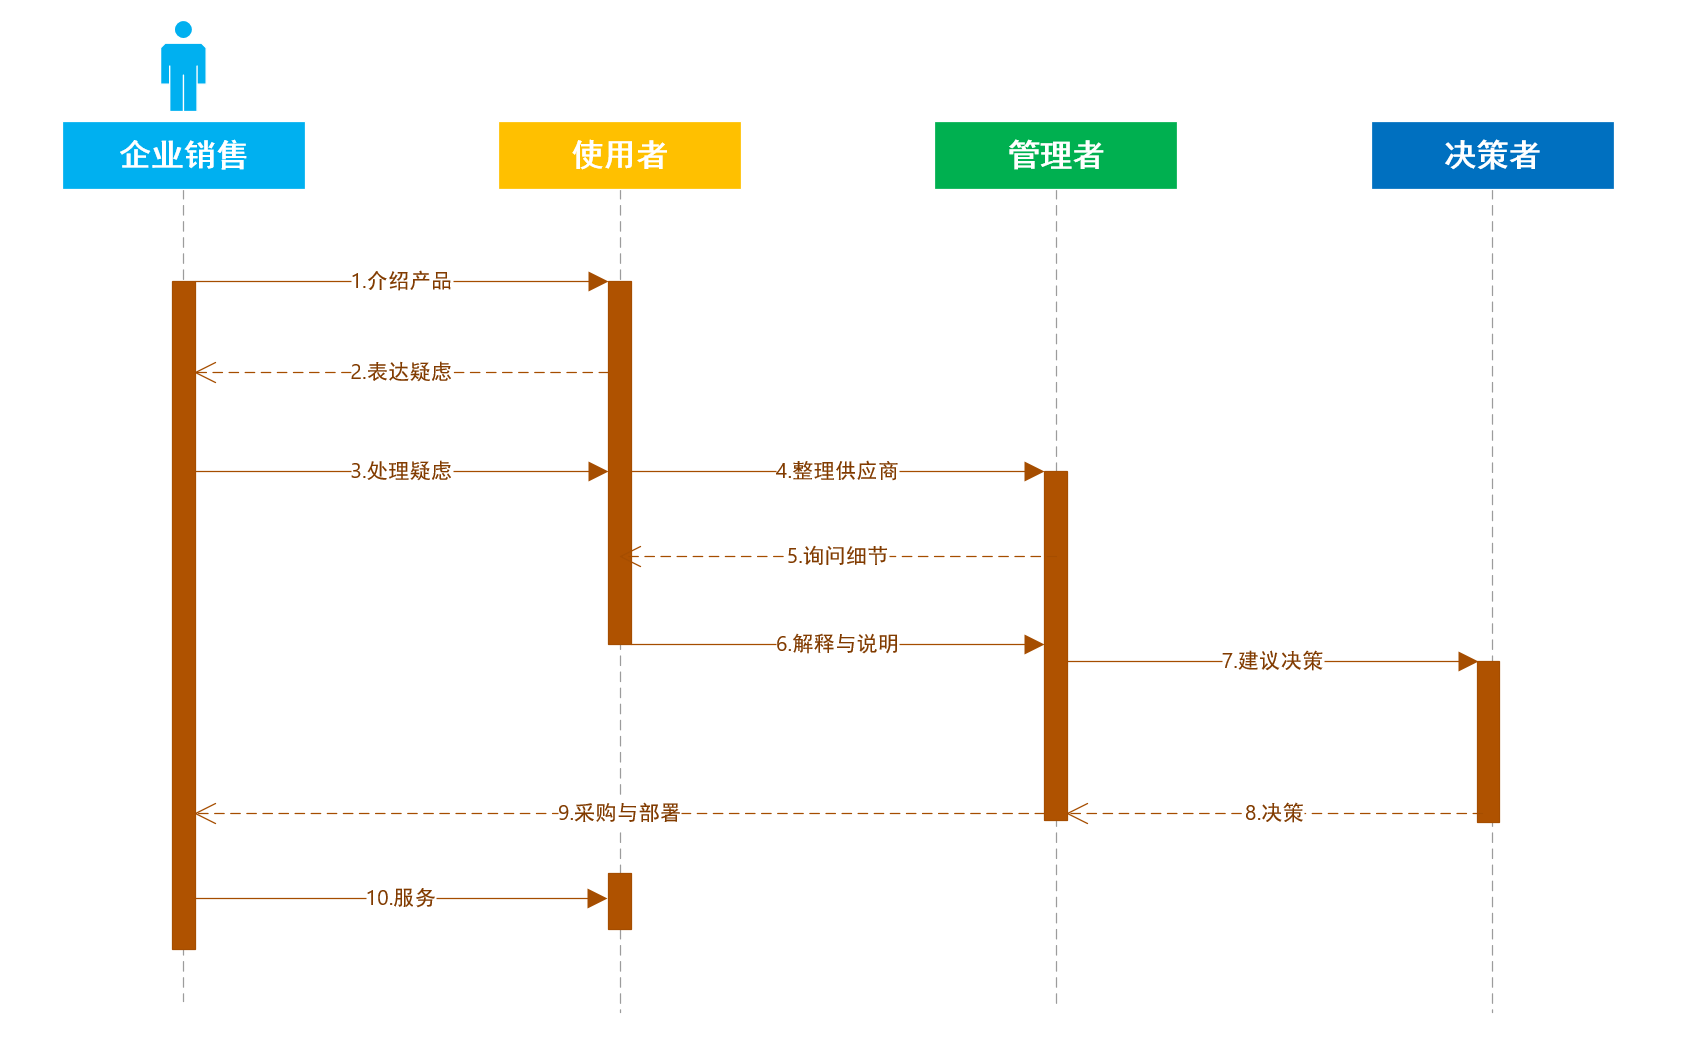 企业销售
使用者
管理者
决策者
1.介绍产品
2.表达疑虑
3.处理疑虑
4.整理供应商
5.询问细节
6.解释与说明
7.建议决策
9.采购与部署
8.决策
10.服务